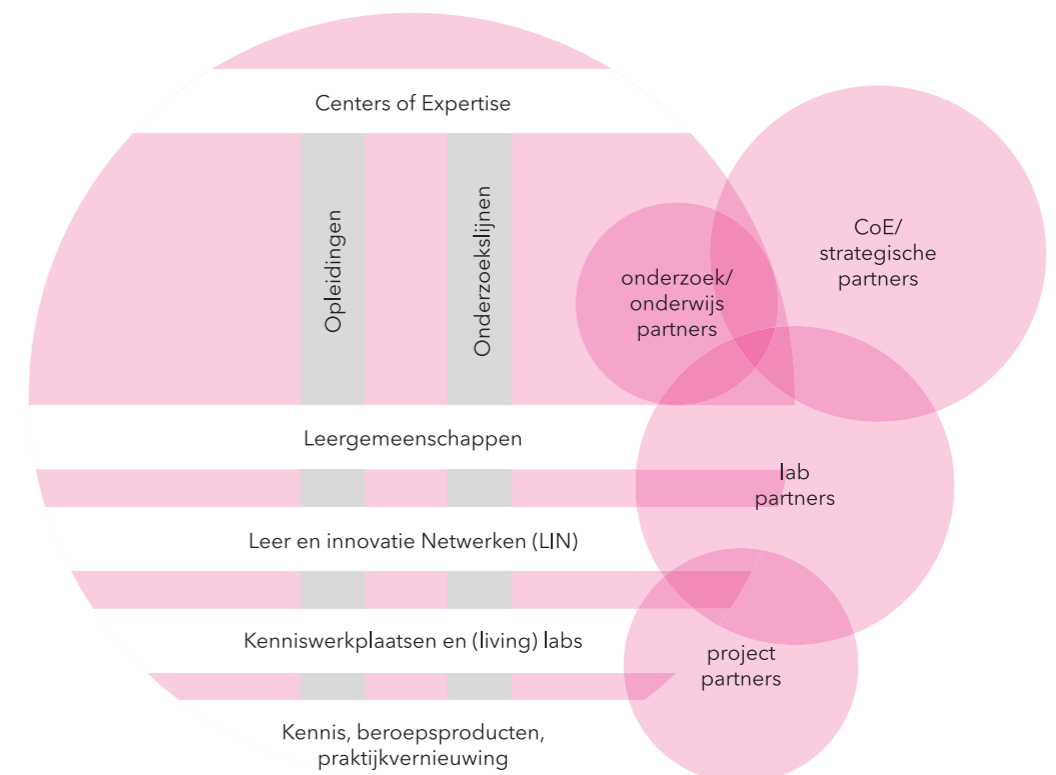 Centers of Expertise
Opleidingen
Onderzoekslijnen
CoE/
strategische
partners
onderzoek/
onderwijs
partners
Leergemeenschappen
lab
partners
Leer en innovatie Netwerken (LIN)
Kenniswerkplaatsen en (living) labs
project
partners
Kennis, beroepsproducten,
praktijkvernieuwing